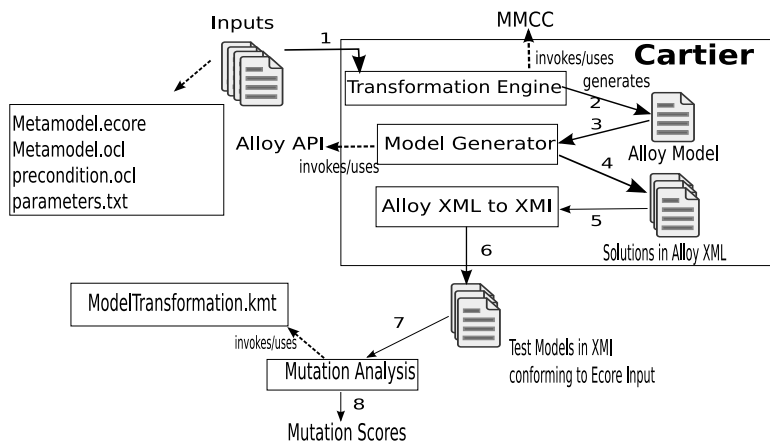 Inputs
1
MMCC
invokes/uses
Cartier
Transformation Engine
generates
2
Metamodel.ecore
Metamodel.ocl
precondition.ocl
parameters.txt
Alloy API
invokes/uses
Model Generator
3
Alloy Model
4
Alloy XML to XMI
5
Solutions in Alloy XML
6
ModelTransformation.kmt
invokes/uses
7
Test Models in XMI
conforming to Ecore Input
Mutation Analysis
8
Mutation Scores